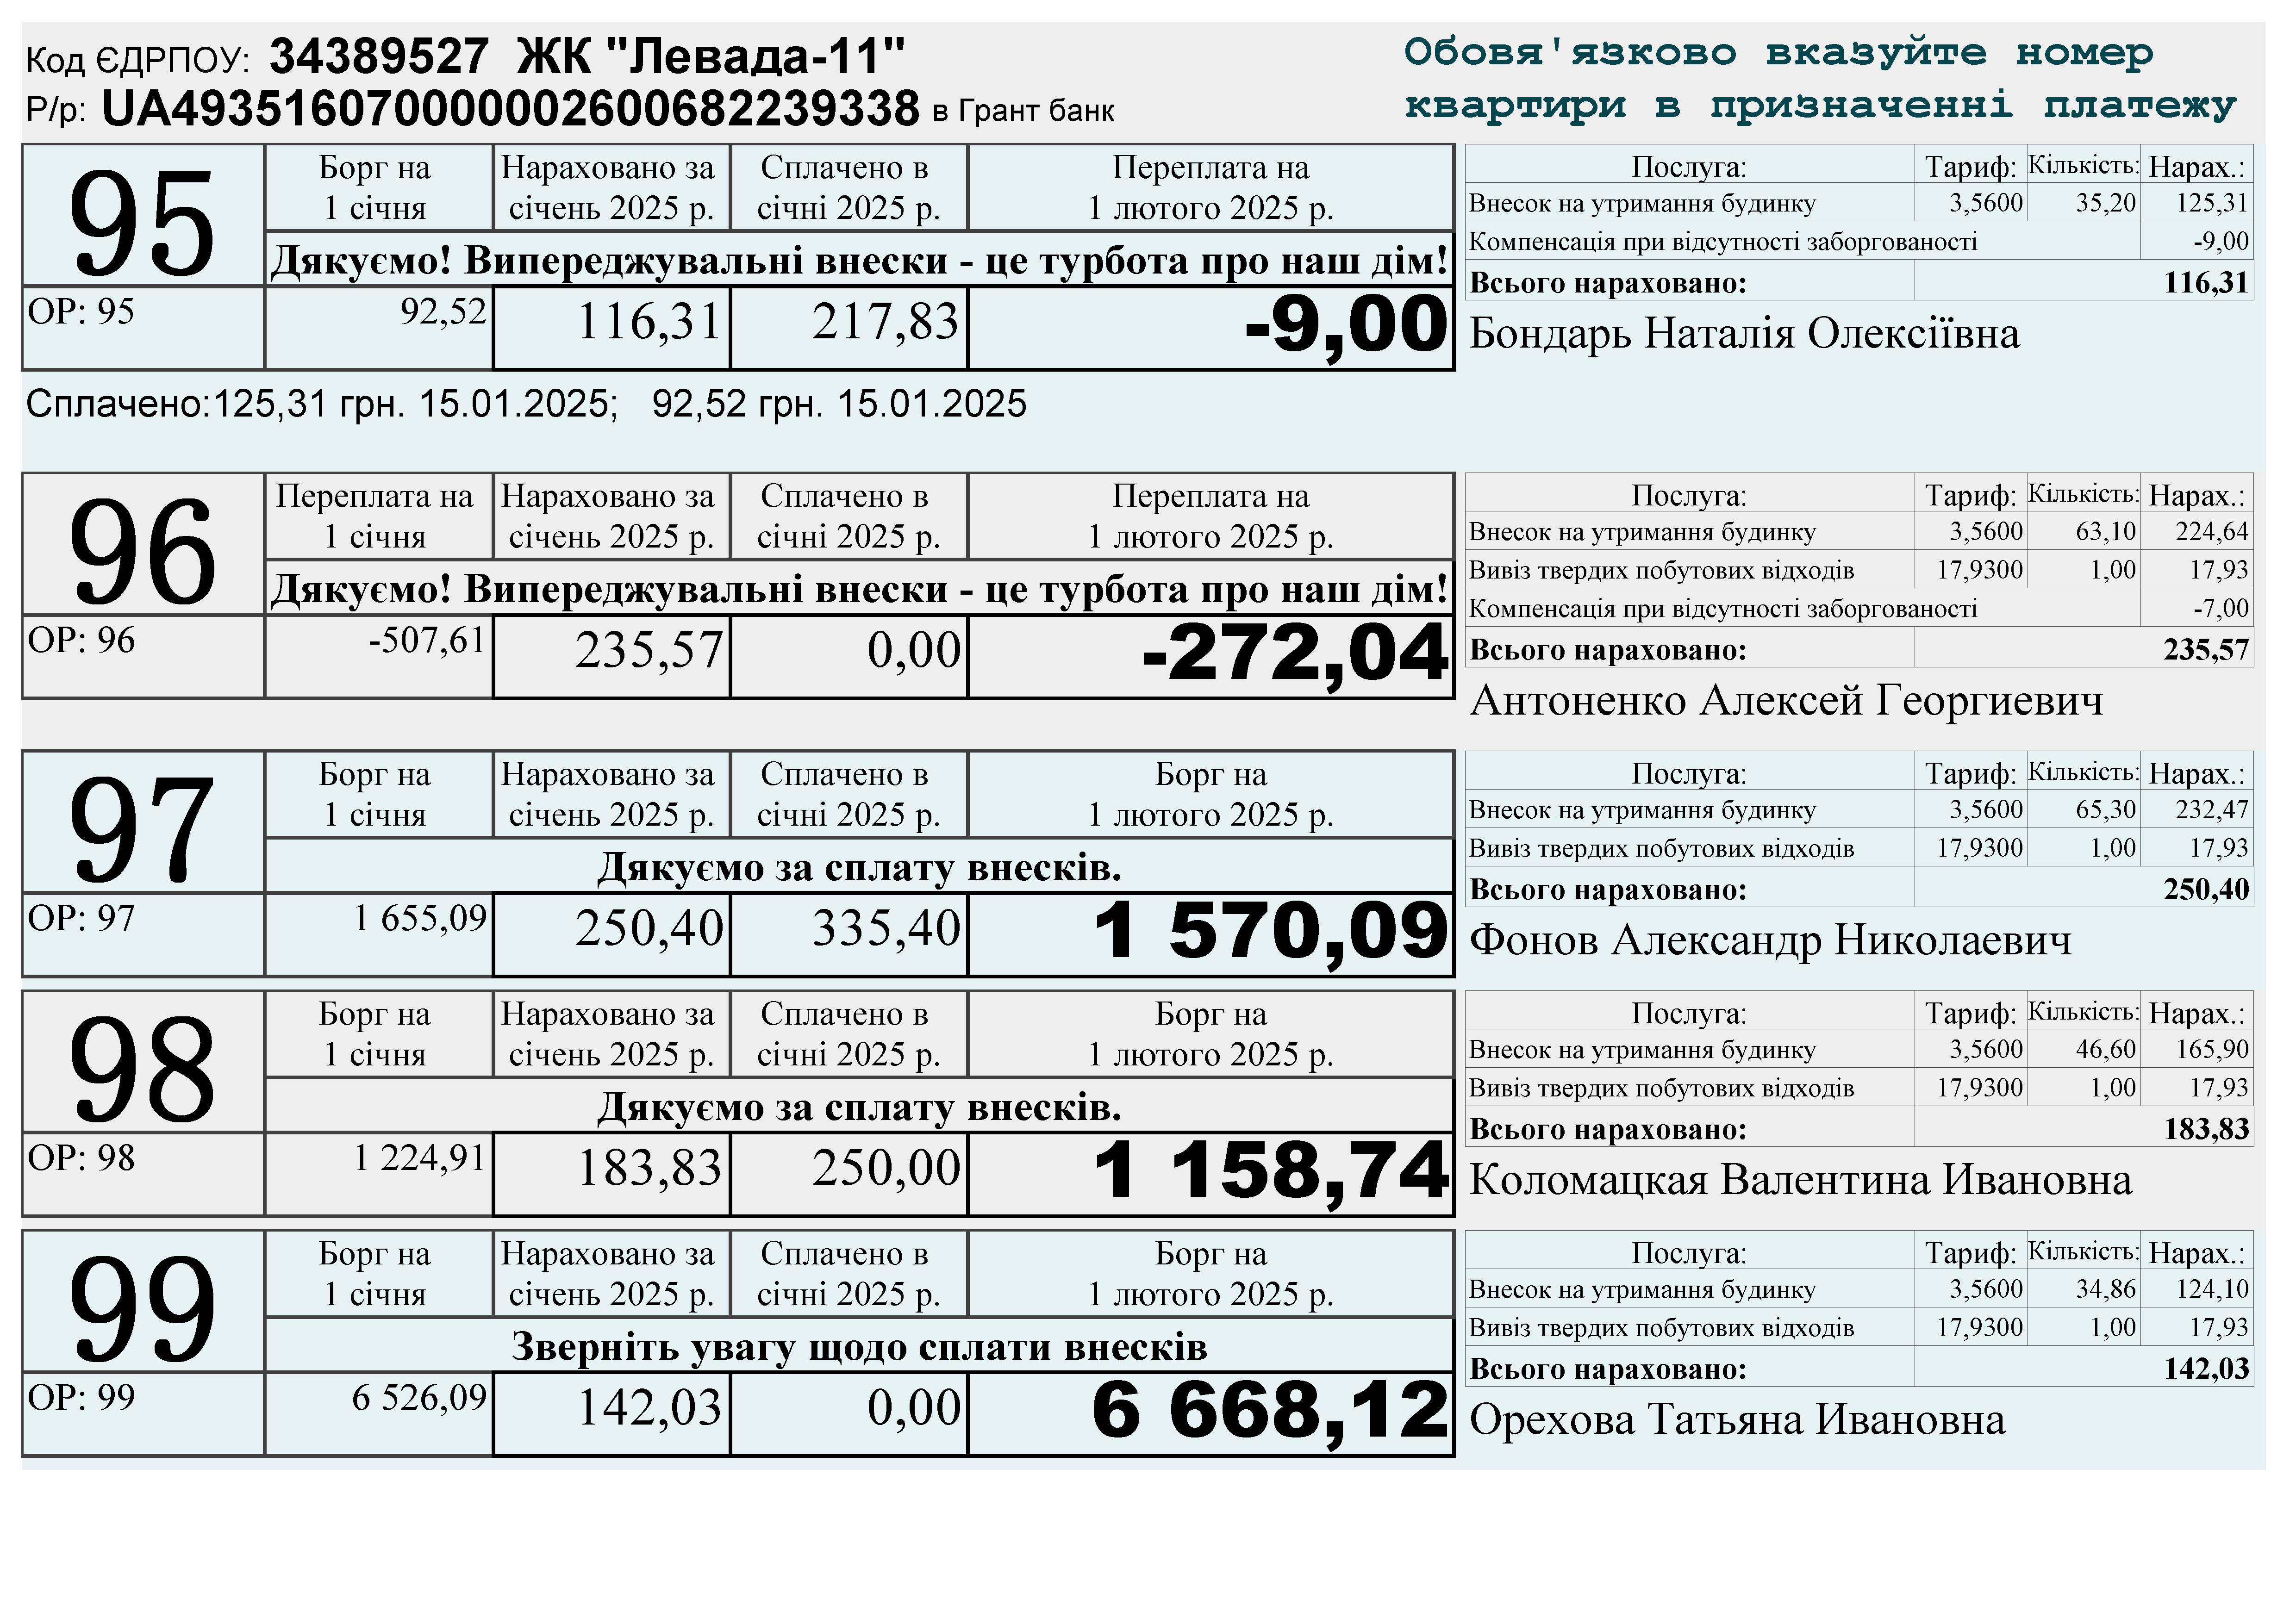 Код ЄДРПОУ: 34389527 ЖК "Левада-11"
Р/р: UA493516070000002600682239338 в Грант банк
Обовя'язково вказуйте номер
квартири в призначенні платежу
95
Борг на 1 січня
Нараховано за січень 2025 р.
Сплачено в січні 2025 р.
Переплата на 1 лютого 2025 р.
Дякуємо! Випереджувальні внески - це турбота про наш дім!
ОР: 95 92,52 116,31 217,83 -9,00
Послуга: Тариф: Кількість: Нарах.:
Внесок на утримання будинку 3,5600 35,20 125,31
Компенсація при відсутності заборгованості -9,00
Всього нараховано: 116,31
Бондарь Наталія Олексіївна
Сплачено:125,31 грн. 15.01.2025; 92,52 грн. 15.01.2025
96
Переплата на 1 січня
Нараховано за січень 2025 р.
Сплачено в січні 2025 р.
Переплата на 1 лютого 2025 р.
Дякуємо! Випереджувальні внески - це турбота про наш дім!
ОР: 96 -507,61 235,57 0,00 -272,04
Послуга: Тариф: Кількість: Нарах.:
Внесок на утримання будинку 3,5600 63,10 224,64
Вивіз твердих побутових відходів 17,9300 1,00 17,93
Компенсація при відсутності заборгованості -7,00
Всього нараховано: 235,57
Антоненко Алексей Георгиевич
97
Борг на 1 січня
Нараховано за січень 2025 р.
Сплачено в січні 2025 р.
Борг на 1 лютого 2025 р.
Дякуємо за сплату внесків.
ОР: 97 1 655,09 250,40 335,40 1 570,09
Послуга: Тариф: Кількість: Нарах.:
Внесок на утримання будинку 3,5600 65,30 232,47
Вивіз твердих побутових відходів 17,9300 1,00 17,93
Всього нараховано: 250,40
Фонов Александр Николаевич
98
Борг на 1 січня
Нараховано за січень 2025 р.
Сплачено в січні 2025 р.
Борг на 1 лютого 2025 р.
Дякуємо за сплату внесків.
ОР: 98 1 224,91 183,83 250,00 1 158,74
Послуга: Тариф: Кількість: Нарах.:
Внесок на утримання будинку 3,5600 46,60 165,90
Вивіз твердих побутових відходів 17,9300 1,00 17,93
Всього нараховано: 183,83
Коломацкая Валентина Ивановна
99
Борг на 1 січня
Нараховано за січень 2025 р.
Сплачено в січні 2025 р.
Борг на 1 лютого 2025 р.
Зверніть увагу щодо сплати внесків
ОР: 99 6 526,09 142,03 0,00 6 668,12
Послуга: Тариф: Кількість: Нарах.:
Внесок на утримання будинку 3,5600 34,86 124,10
Вивіз твердих побутових відходів 17,9300 1,00 17,93
Всього нараховано: 142,03
Орехова Татьяна Ивановна